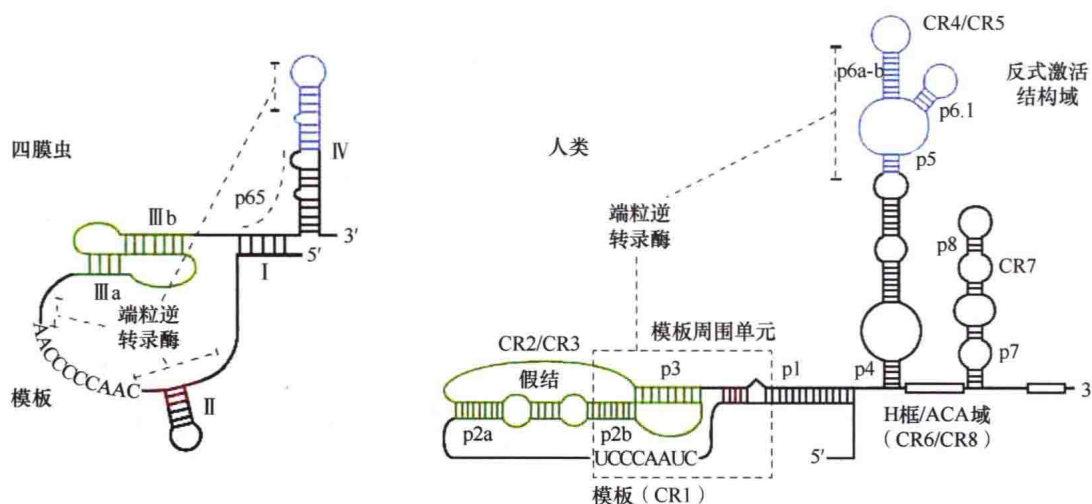 四膜虫
p65
Ⅳ
Ⅲb
3′
5′
Ⅰ
Ⅲa
端粒逆
转录酶
AACCCCCAAC
模板
Ⅱ
人类
CR4/CR5
p6a-b
反式激活
结构域
p6.1
p5
端粒逆
转录酶
p8
CR7
模板周围单元
CR2/CR3
假结
p3
p1
p4
p7
3
p2a
p2b
H框/ACA域
(CR6/CR8)
UCCCAAUC
5′
模板(CR1)